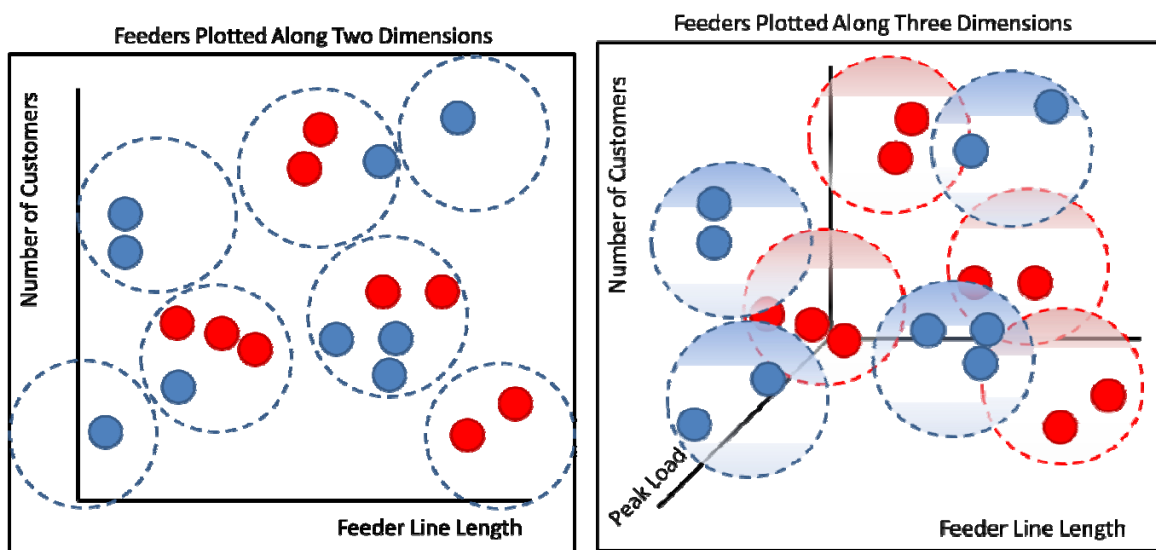 Feeders Plotted Along Two Dimensions
Number of Customers
Feeder Line Length
Feeders Plotted Along Three Dimensions
Number of Customers
Peak Load
Feeder Line Length